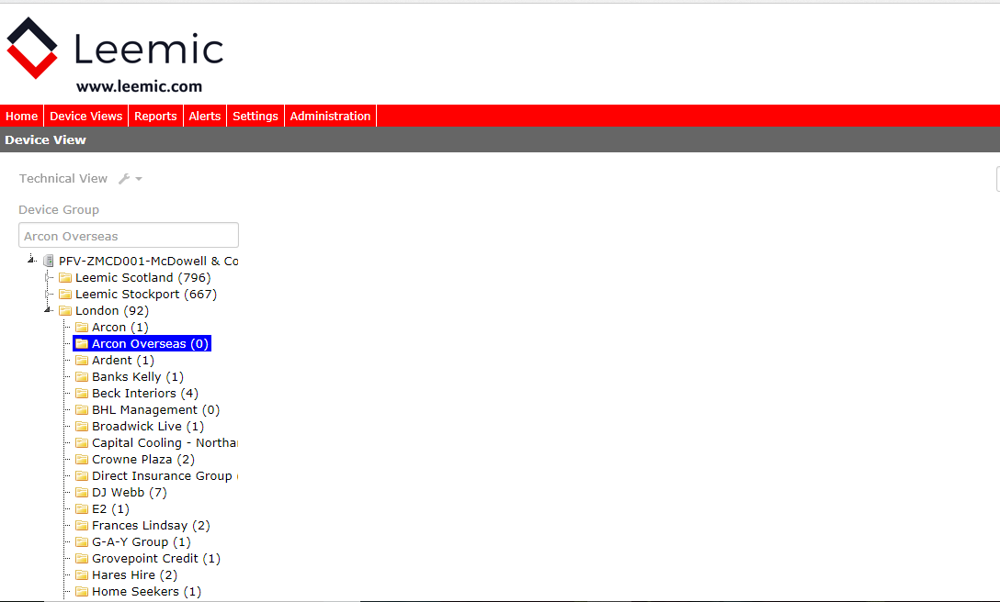 Leemic
www.leemic.com
Home Device Views Reports Alerts Settings Administration
Device View
Technical View
Device Group
Arcon Overseas
PFV-ZMCD001-McDowell & Co
Leemic Scotland (796)
Leemic Stockport (667)
London (92)
Arcon (1)
Arcon Overseas (0)
Ardent (1)
Banks Kelly (1)
Beck Interiors (4)
BHL Management (0)
Broadwick Live (1)
Capital Cooling - Northa
Crowne Plaza (2)
Direct Insurance Group (
DJ Webb (7)
E2 (1)
Frances Lindsay (2)
G-A-Y Group (1)
Grovepoint Credit (1)
Hares Hire (2)
Home Seekers (1)